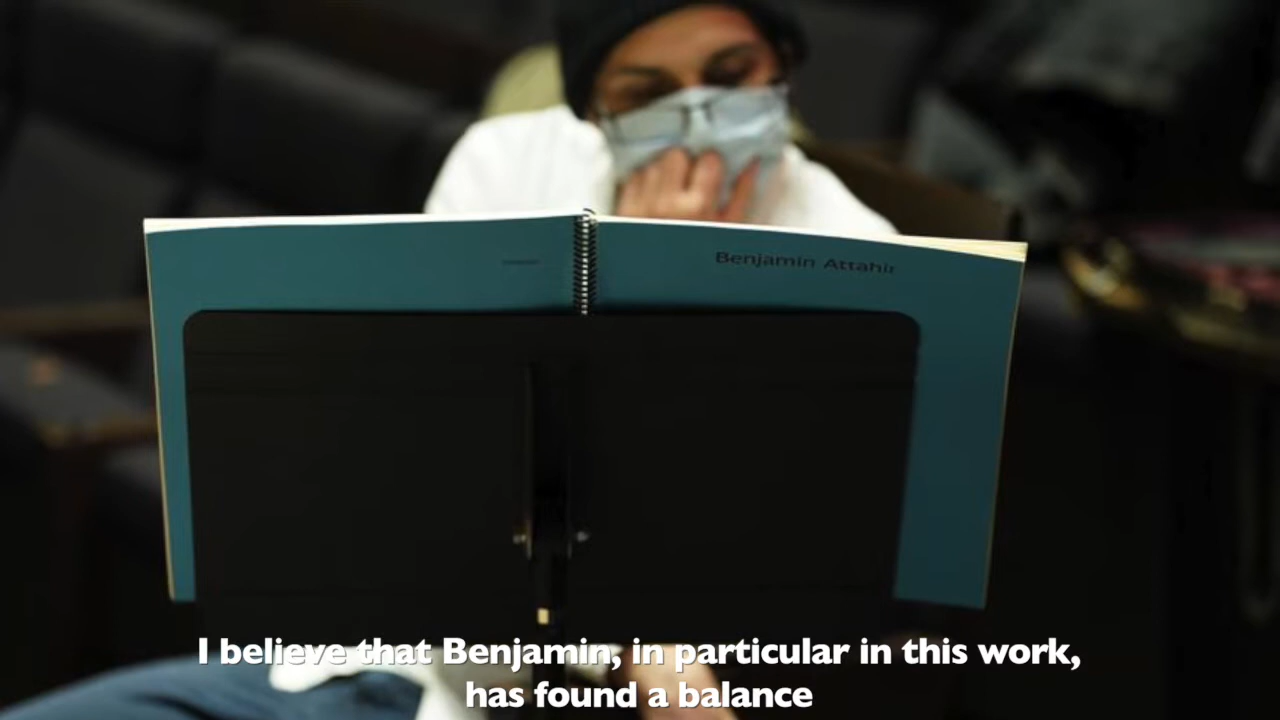 Benjamin Attahir
I believe that Benjamin, in particular in this work,
has found a balance